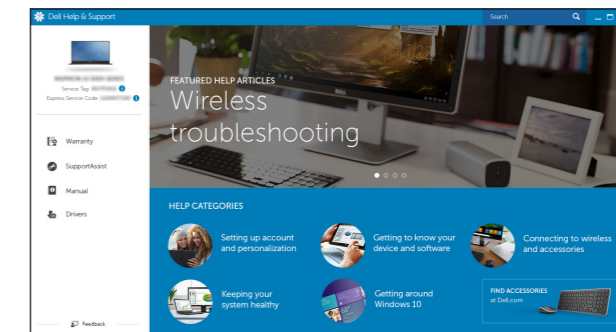 Dell Help & Support
Search
Service Tag
Express Service Code
Warranty
SupportAssist
Manual
Drivers
Feedback
FEATURED HELP ARTICLES
Wireless
troubleshooting
HELP CATEGORIES
Setting up account
and personalization
Getting to know your
device and software
Connecting to wireless
and accessories
Keeping your
system healthy
Getting around
Windows 10
FIND ACCESSORIES
at Dell.com